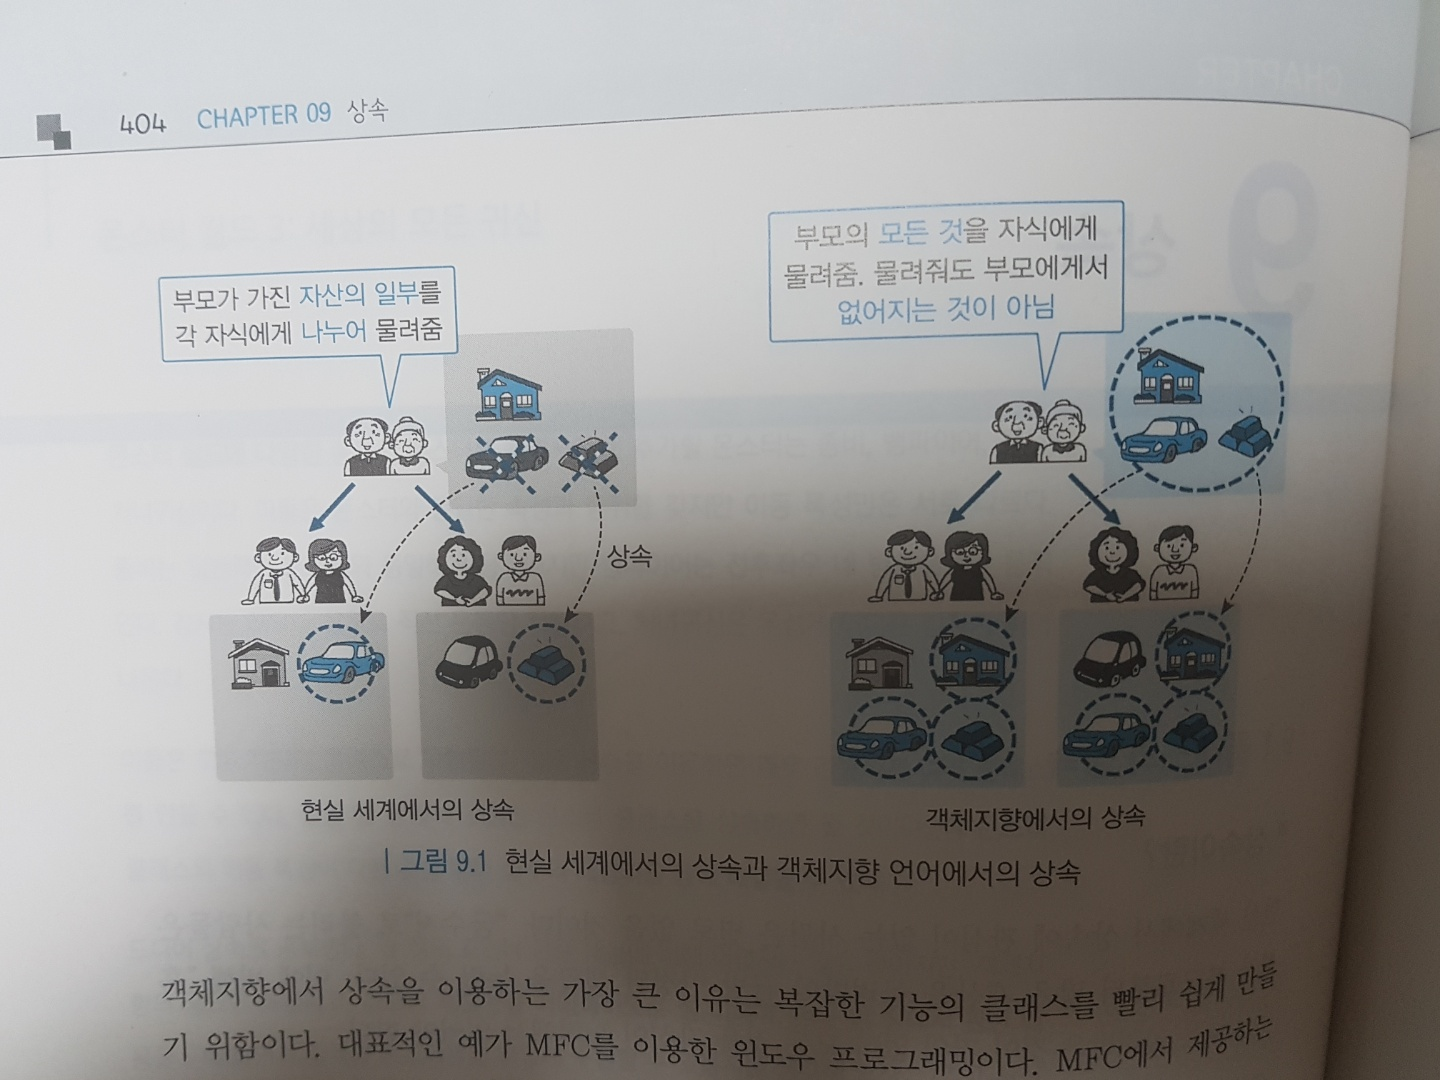 404 CHAPTER 09 상속
부모가 가진 자산의 일부를
각 자식에게 나누어 물려줌
부모의 모든 것을 자식에게
물려줌. 물려줘도 부모에게서
없어지는 것이 아님
상속
현실 세계에서의 상속
객체지향에서의 상속
| 그림 9.1 현실 세계에서의 상속과 객체지향 언어에서의 상속
객체지향에서 상속을 이용하는 가장 큰 이유는 복잡한 기능의 클래스를 빨리 쉽게 만들
기 위함이다. 대표적인 예가 MFC를 이용한 윈도우 프로그래밍이다. MFC에서 제공하는